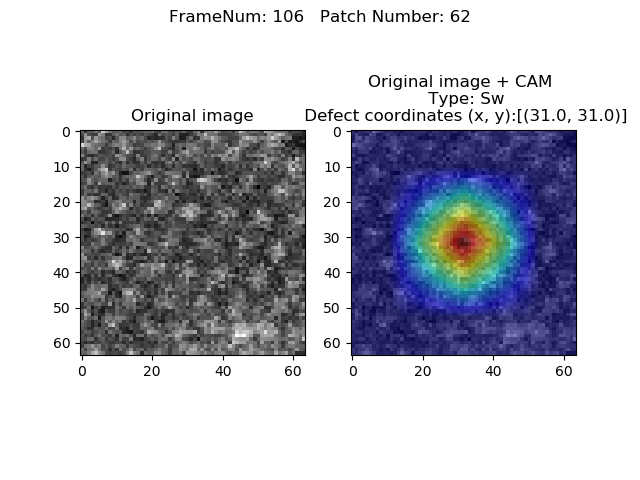 FrameNum: 106   Patch Number: 62
Original image
Original image + CAM
Type: Sw
Defect coordinates (x, y):[(31.0, 31.0)]
0
10
20
30
40
50
60
0 20 40 60
0
10
20
30
40
50
60
0 20 40 60